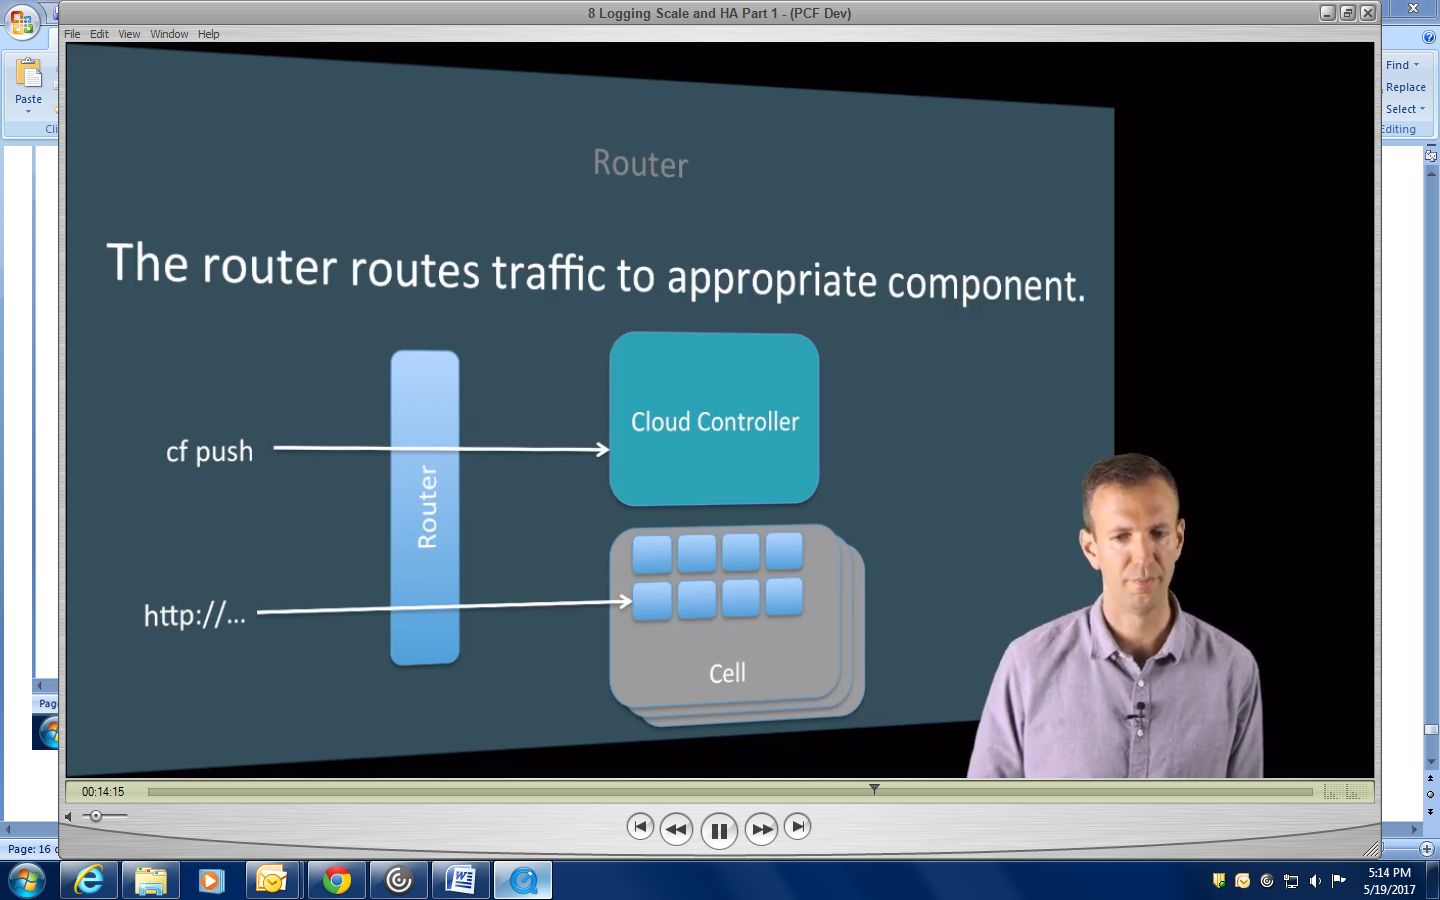 8 Logging Scale and HA Part 1 - (PCF Dev)
File Edit View Window Help
Paste
Find
Replace
Select
Editing
Router
The router routes traffic to appropriate component.
Cloud Controller
cf push
Router
http://...
Cell
00:14:15
Page: 16
5:14 PM
5/19/2017